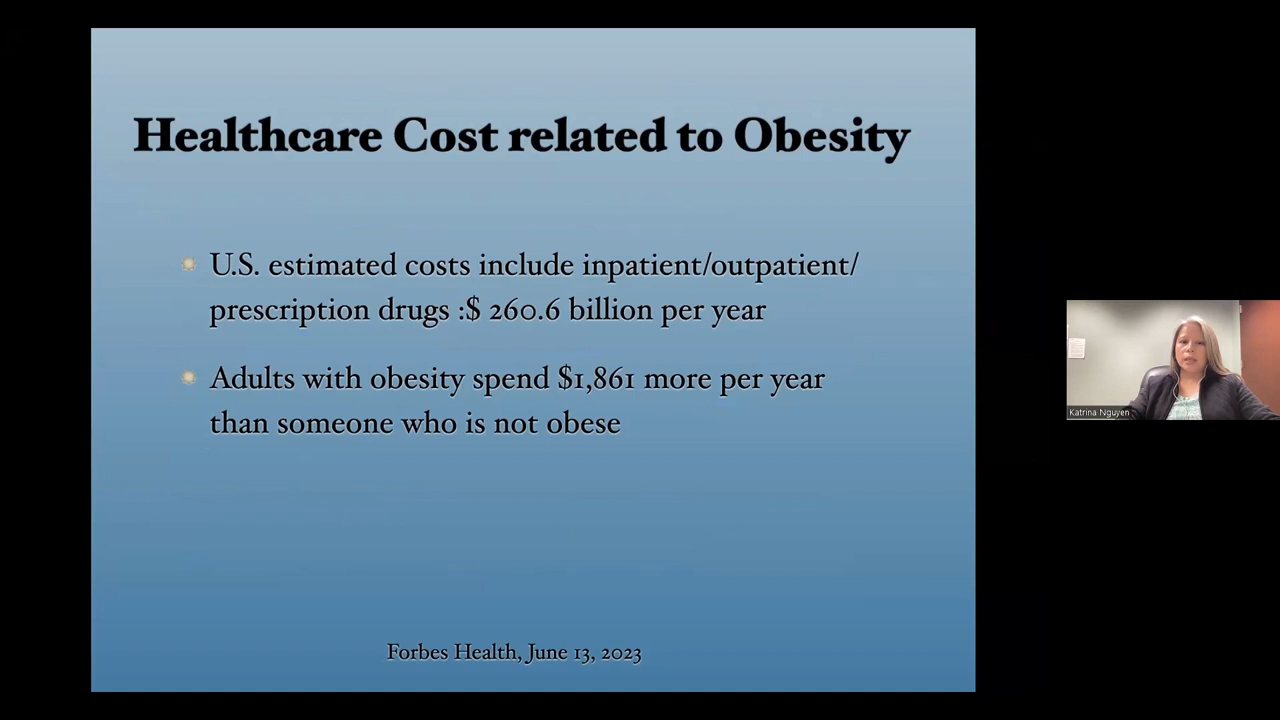 Healthcare Cost related to Obesity
U.S. estimated costs include inpatient/outpatient/
prescription drugs :$ 260.6 billion per year
Adults with obesity spend $1,861 more per year
than someone who is not obese
Forbes Health, June 13, 2023
Katrina Nguyen